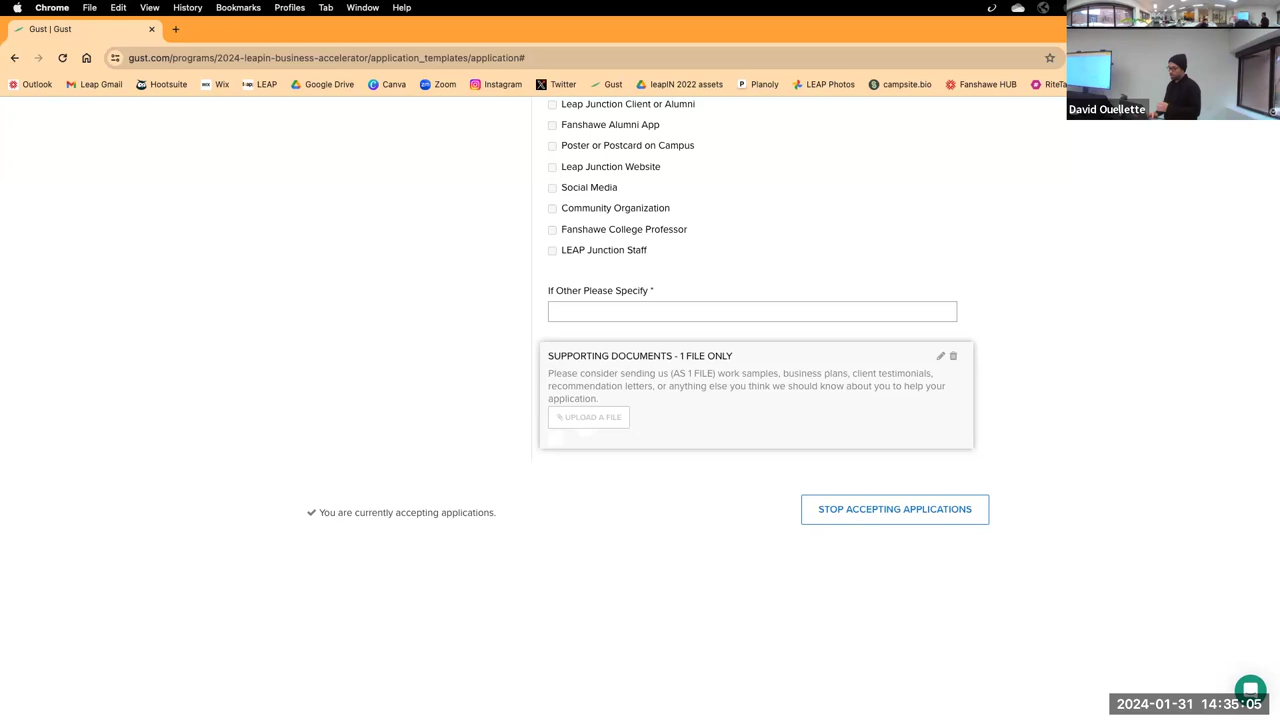 Chrome File Edit View History Bookmarks Profiles Tab Window Help
Gust | Gust
gust.com/programs/2024-leapin-business-accelerator/application_templates/application#
Outlook Leap Gmail Hootsuite Wix LEAP Google Drive Canva Zoom Instagram Twitter Gust leapIN 2022 assets Planoly LEAP Photos campsite.bio Fanshawe HUB RiteTa
David Ouellette
Leap Junction Client or Alumni
Fanshawe Alumni App
Poster or Postcard on Campus
Leap Junction Website
Social Media
Community Organization
Fanshawe College Professor
LEAP Junction Staff
If Other Please Specify *
SUPPORTING DOCUMENTS - 1 FILE ONLY
Please consider sending us (AS 1 FILE) work samples, business plans, client testimonials,
recommendation letters, or anything else you think we should know about you to help your
application.
UPLOAD A FILE
You are currently accepting applications.
STOP ACCEPTING APPLICATIONS
2024-01-31 14:35:05